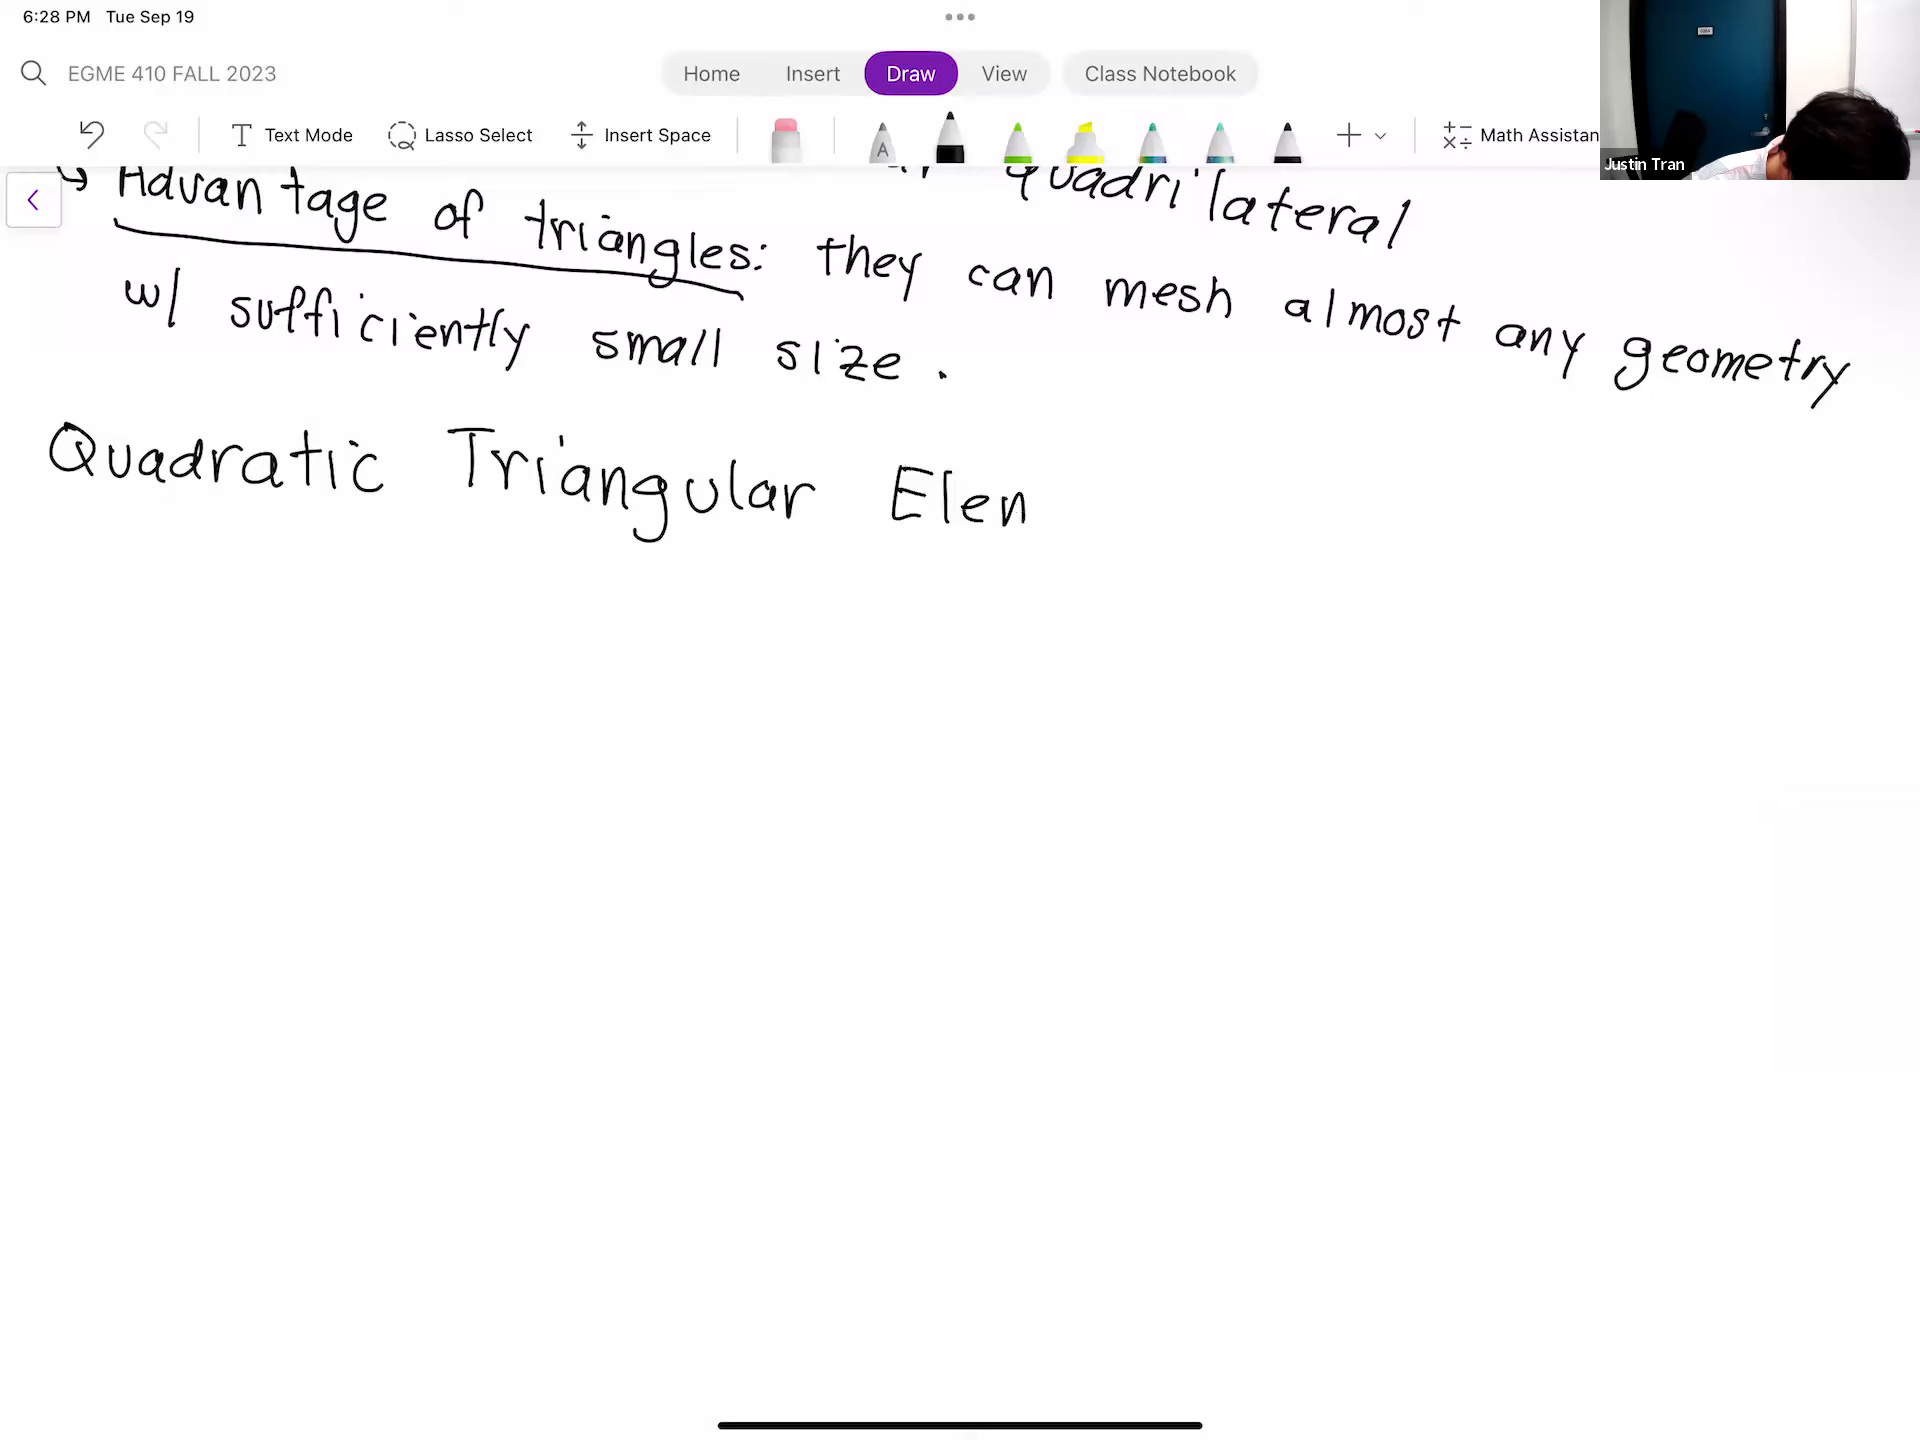 6:28 PM Tue Sep 19
EGME 410 FALL 2023
Home Insert Draw View Class Notebook
Text Mode Lasso Select Insert Space A Math Assistan
Justin Tran
quadrilateral
↳ Advantage of triangles: they can mesh almost any geometry
w/ sufficiently small size.
Quadratic Triangular Elen